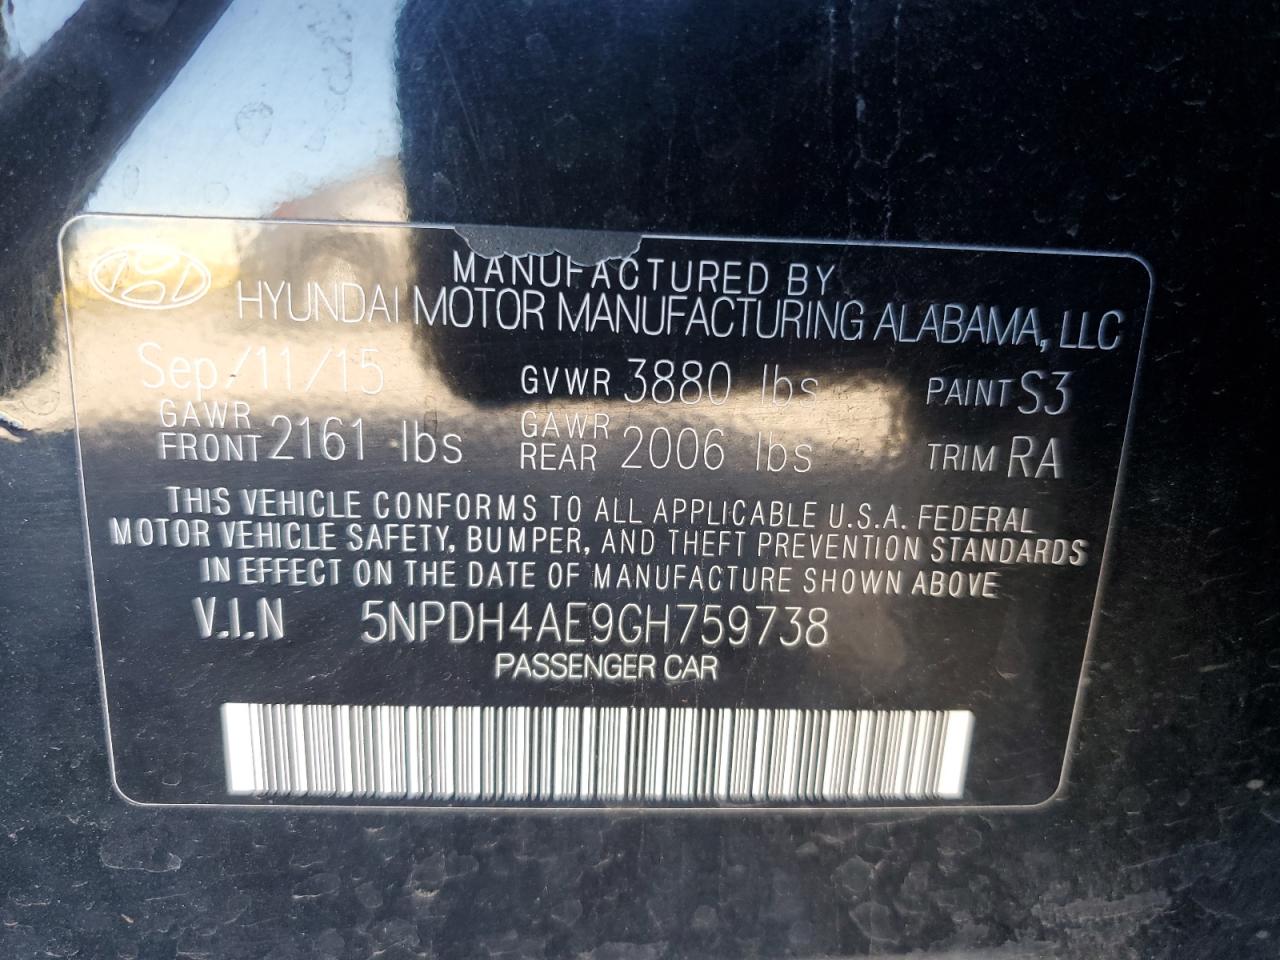 MANUFACTURED BY
HYUNDAI MOTOR MANUFACTURING ALABAMA, LLC
Sep/11/15 GVWR 3880 lbs PAINT S3
GAWR FRONT 2161 lbs GAWR REAR 2006 lbs TRIM RA
THIS VEHICLE CONFORMS TO ALL APPLICABLE U.S.A. FEDERAL
MOTOR VEHICLE SAFETY, BUMPER, AND THEFT PREVENTION STANDARDS
IN EFFECT ON THE DATE OF MANUFACTURE SHOWN ABOVE
V.I.N 5NPDH4AE9GH759738
PASSENGER CAR